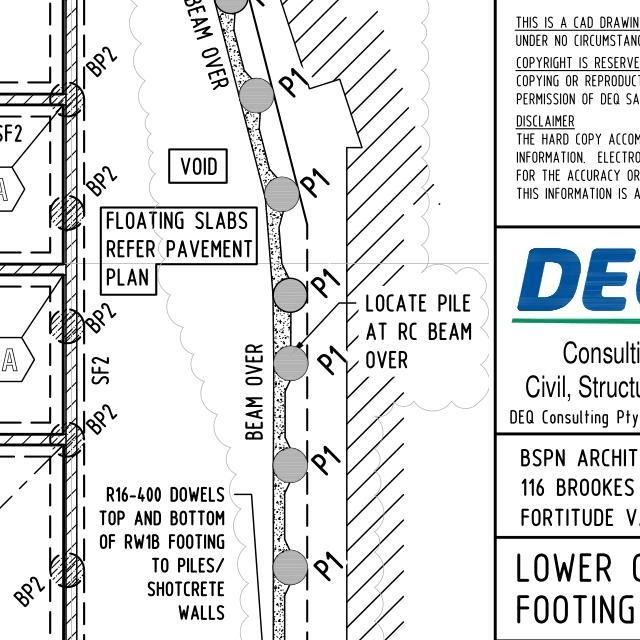 BEAM OVER
P1
BP2
SF2
A
VOID
P1
BP2
FLOATING SLABS
REFER PAVEMENT
PLAN
P1
BP2
LOCATE PILE
AT RC BEAM
OVER
A
SF2
BEAM OVER
P1
BP2
P1
R16-400 DOWELS
TOP AND BOTTOM
OF RW1B FOOTING
TO PILES/
SHOTCRETE
WALLS
P1
BP2
THIS IS A CAD DRAWIN
UNDER NO CIRCUMSTANC
COPYRIGHT IS RESERVE
COPYING OR REPRODUCT
PERMISSION OF DEQ SA
DISCLAIMER
THE HARD COPY ACCOM
INFORMATION. ELECTRO
FOR THE ACCURACY OR
THIS INFORMATION IS A
DEQ
Consulti
Civil, Structu
DEQ Consulting Pty
BSPN ARCHIT
116 BROOKES
FORTITUDE V
LOWER
FOOTING